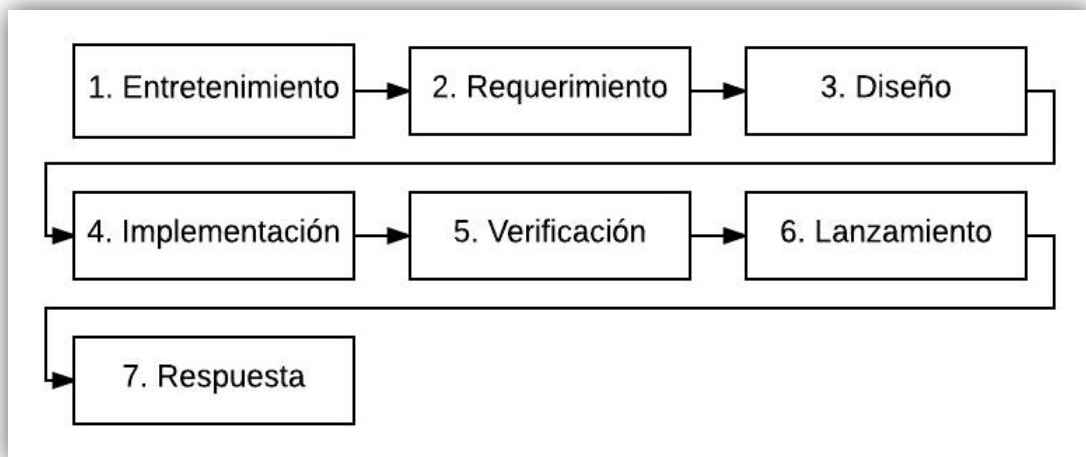 1. Entretenimiento
2. Requerimiento
3. Diseño
4. Implementación
5. Verificación
6. Lanzamiento
7. Respuesta